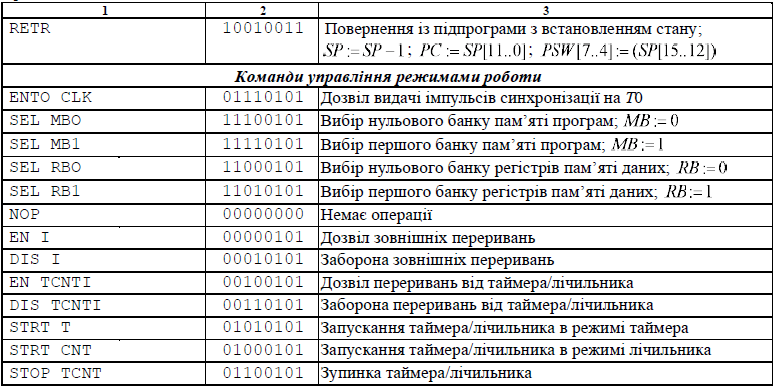 1 2 3
RETR 10010011 Повернення із підпрограми з встановленням стану;
SP := SP − 1; PC := SP[11..0]; PSW[7..4] := (SP[15..12])
Команди управління режимами роботи
ENTO CLK 01110101 Дозвіл видачі імпульсів синхронізації на T0
SEL MBO 11100101 Вибір нульового банку пам’яті програм; MB := 0
SEL MB1 11110101 Вибір першого банку пам’яті програм; MB := 1
SEL RBO 11000101 Вибір нульового банку регістрів пам’яті даних; RB := 0
SEL RB1 11010101 Вибір першого банку регістрів пам’яті даних; RB := 1
NOP 00000000 Немає операції
EN I 00000101 Дозвіл зовнішніх переривань
DIS I 00010101 Заборона зовнішніх переривань
EN TCNTI 00100101 Дозвіл переривань від таймера/лічильника
DIS TCNTI 00110101 Заборона переривань від таймера/лічильника
STRT T 01010101 Запускання таймера/лічильника в режимі таймера
STRT CNT 01000101 Запускання таймера/лічильника в режимі лічильника
STOP TCNT 01100101 Зупинка таймера/лічильника